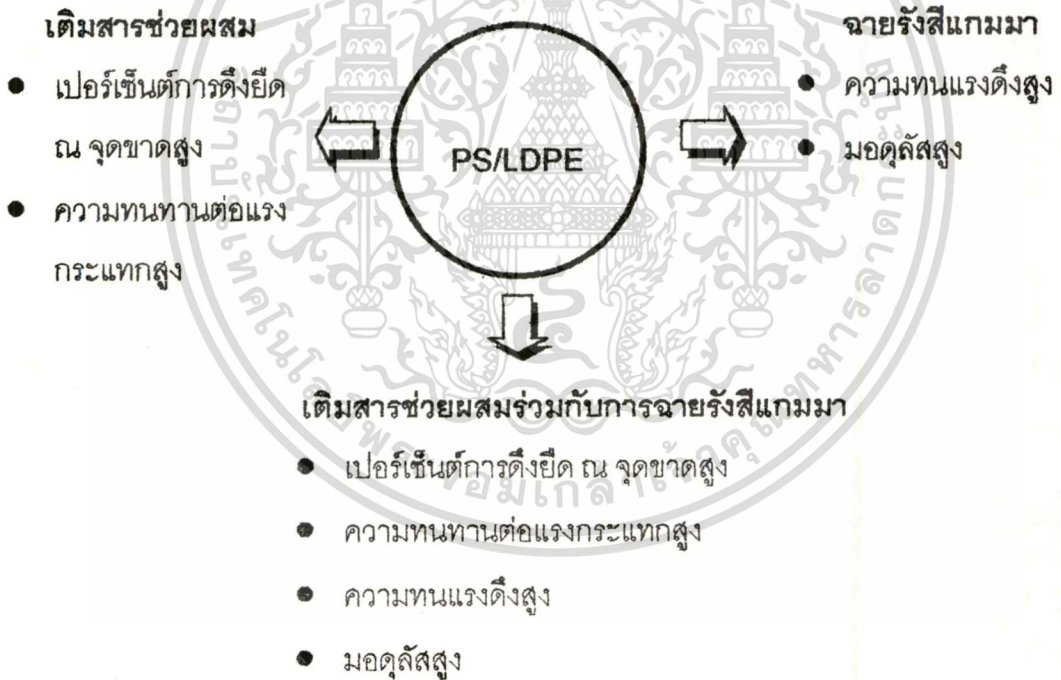 เติมสารช่วยผสม
● เปอร์เซ็นต์การดึงยืด
ณ จุดขาดสูง
● ความทนทานต่อแรง
กระแทกสูง
PS/LDPE
ฉายรังสีแกมมา
● ความทนแรงดึงสูง
● มอดุลัสสูง
เติมสารช่วยผสมร่วมกับการฉายรังสีแกมมา
● เปอร์เซ็นต์การดึงยืด ณ จุดขาดสูง
● ความทนทานต่อแรงกระแทกสูง
● ความทนแรงดึงสูง
● มอดุลัสสูง